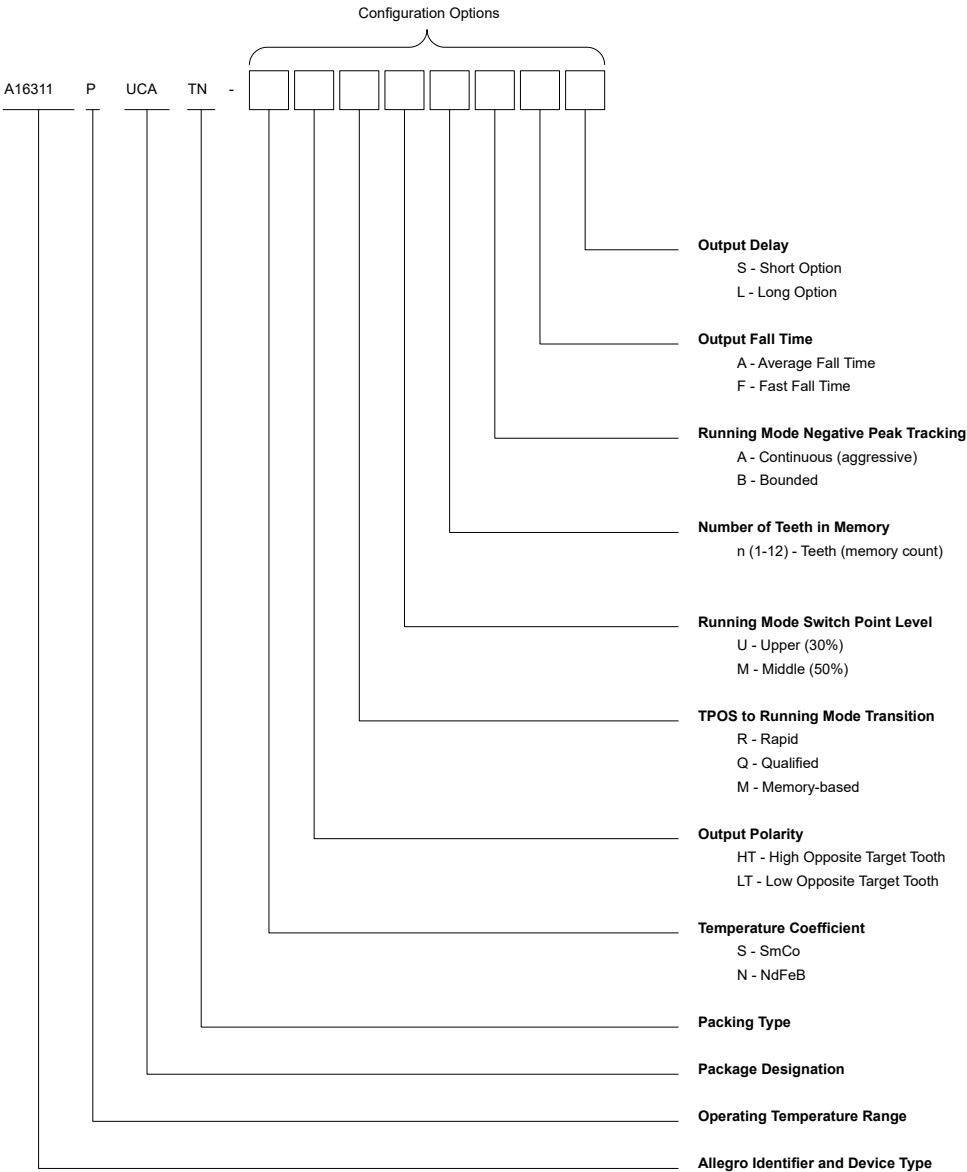 Configuration Options
A16311 P UCA TN -
Output Delay
S - Short Option
L - Long Option
Output Fall Time
A - Average Fall Time
F - Fast Fall Time
Running Mode Negative Peak Tracking
A - Continuous (aggressive)
B - Bounded
Number of Teeth in Memory
n (1-12) - Teeth (memory count)
Running Mode Switch Point Level
U - Upper (30%)
M - Middle (50%)
TPOS to Running Mode Transition
R - Rapid
Q - Qualified
M - Memory-based
Output Polarity
HT - High Opposite Target Tooth
LT - Low Opposite Target Tooth
Temperature Coefficient
S - SmCo
N - NdFeB
Packing Type
Package Designation
Operating Temperature Range
Allegro Identifier and Device Type